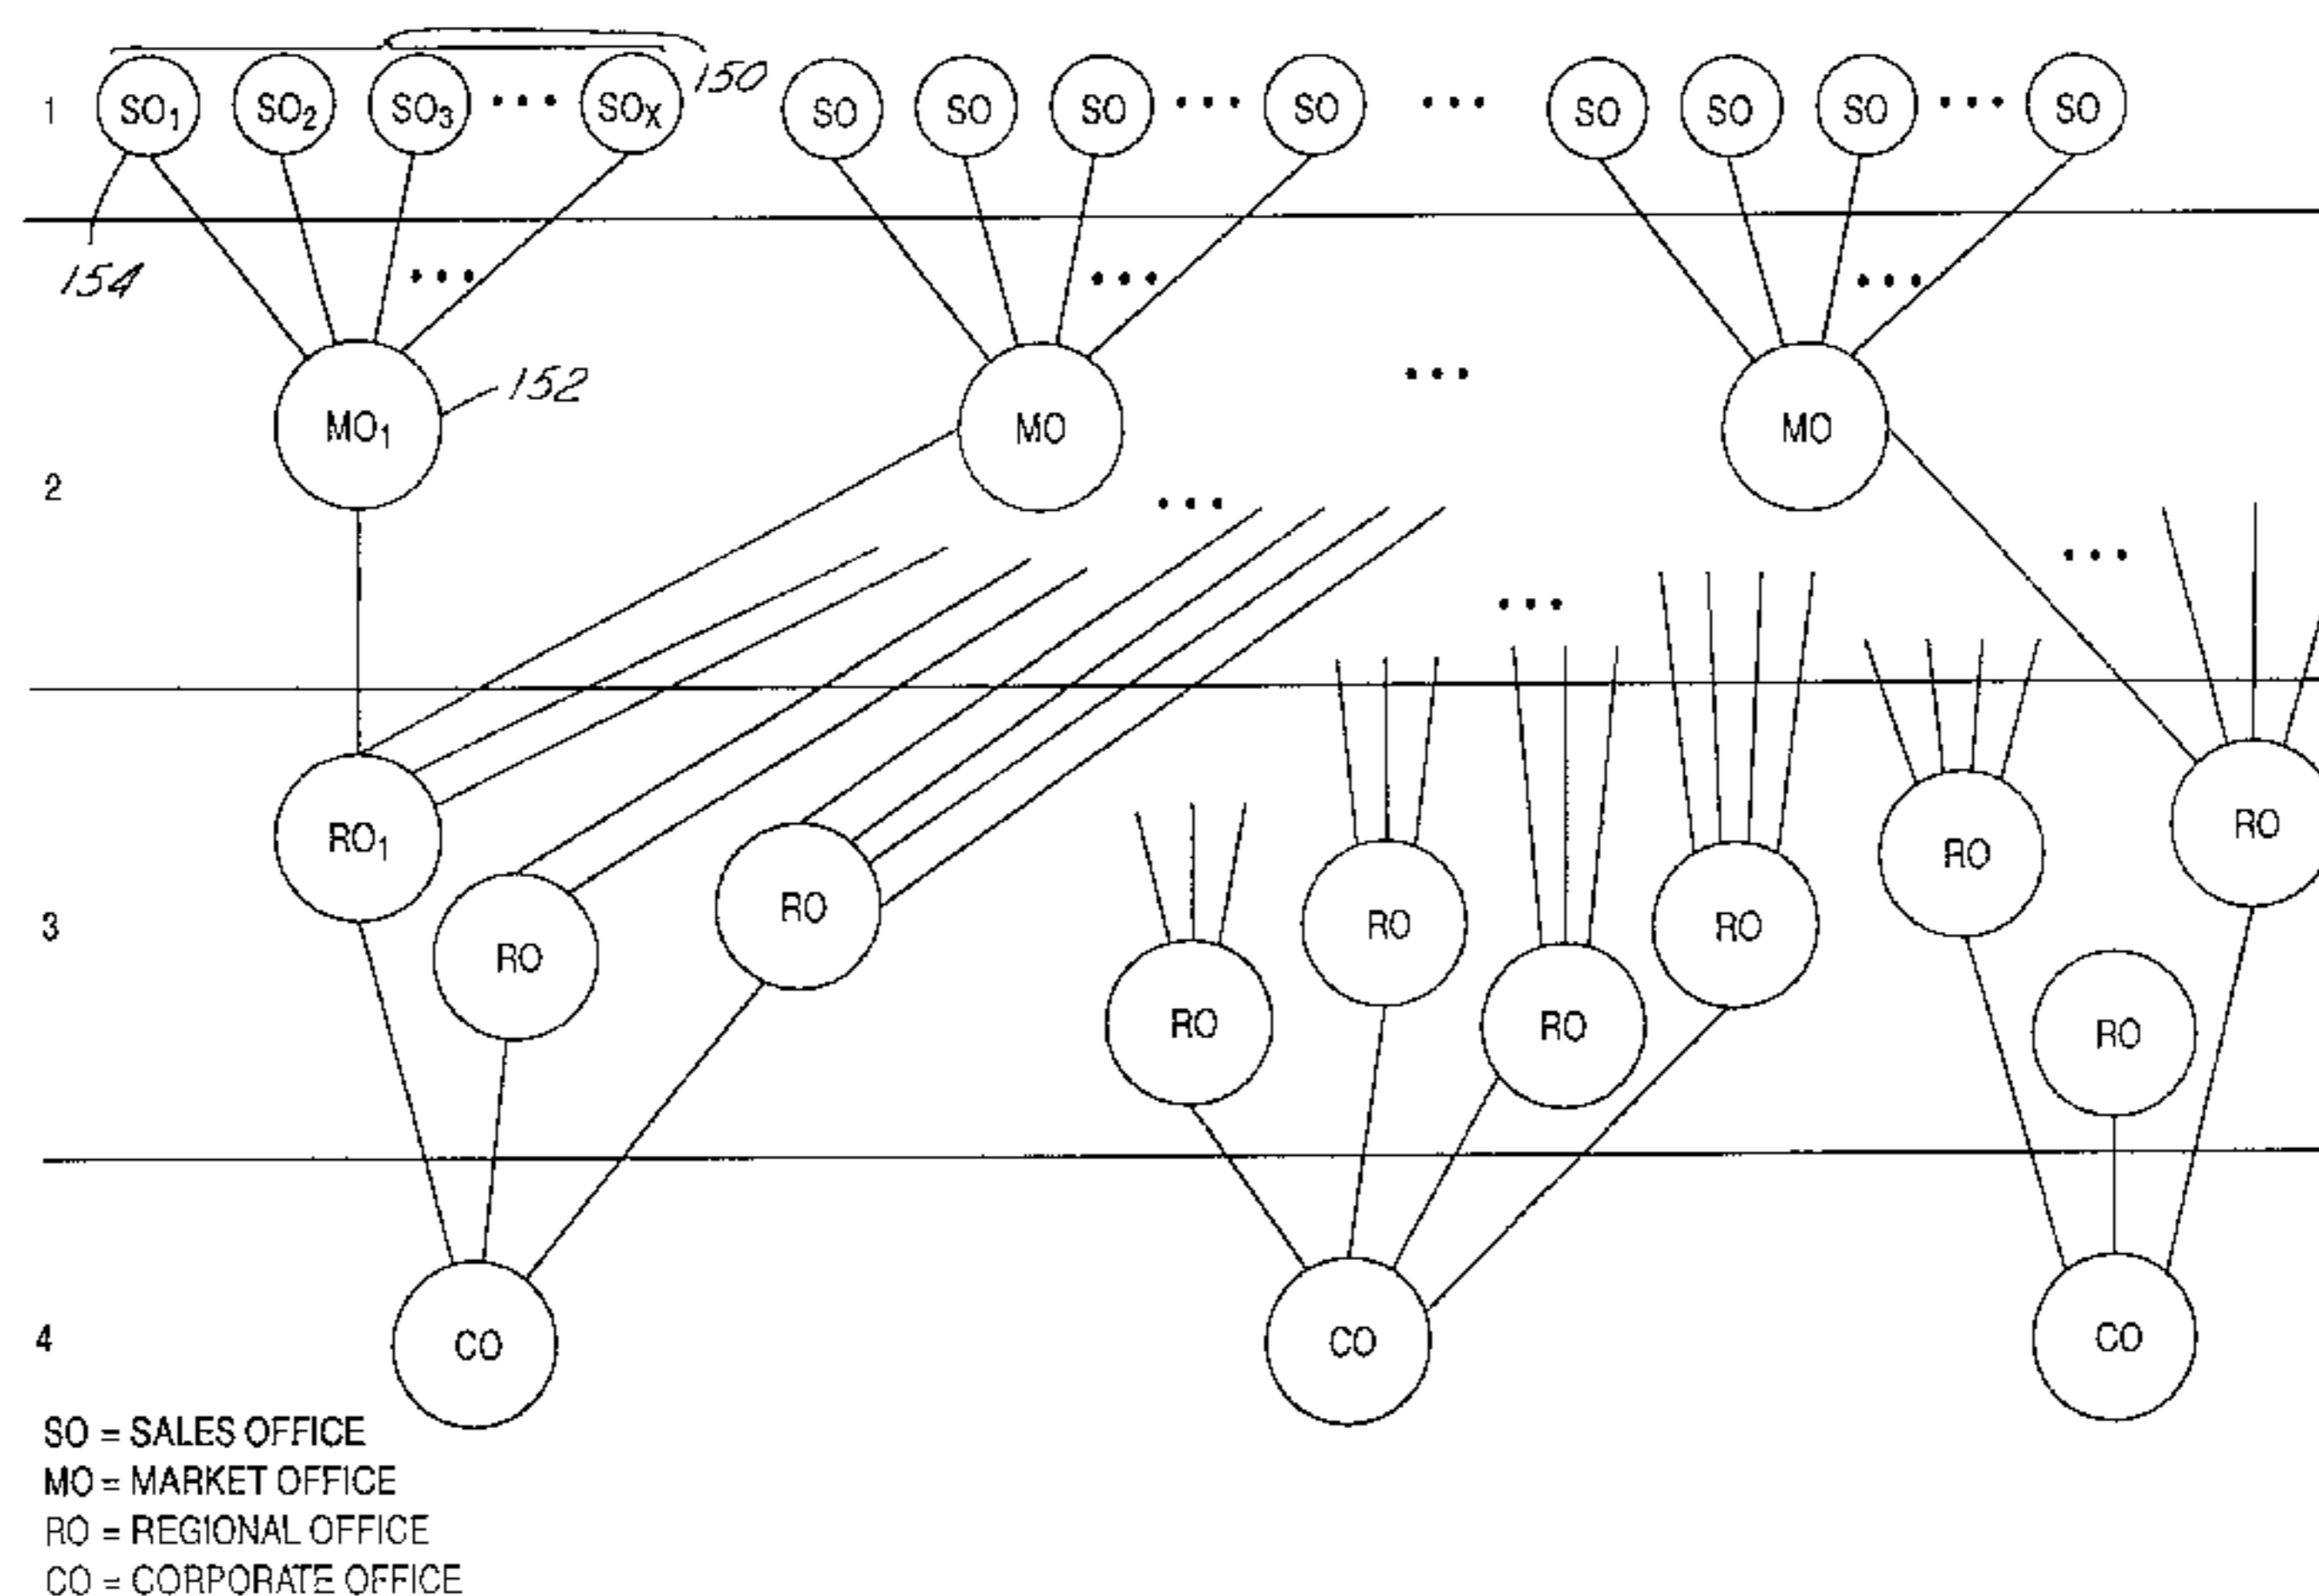 1 SO₁ SO₂ SO₃ ••• SOX 150 SO SO SO ••• SO ••• SO SO SO ••• SO
154 ••• ••• •••
MO₁ 152 MO ••• MO
2 ••• •••
•••
RO₁ RO RO RO RO RO RO RO RO RO
3
4 CO CO CO
SO = SALES OFFICE
MO = MARKET OFFICE
RO = REGIONAL OFFICE
CO = CORPORATE OFFICE